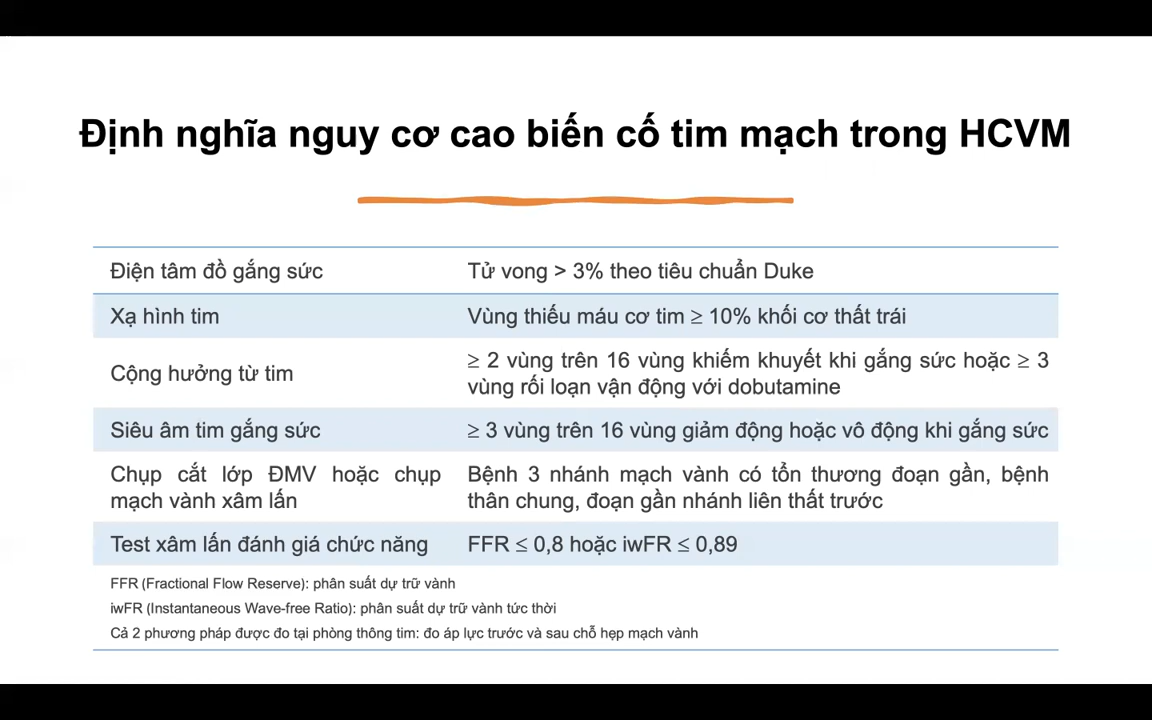 Định nghĩa nguy cơ cao biến cố tim mạch trong HCVM
Điện tâm đồ gắng sức
Tử vong > 3% theo tiêu chuẩn Duke
Xạ hình tim
Vùng thiếu máu cơ tim ≥ 10% khối cơ thất trái
Cộng hưởng từ tim
≥ 2 vùng trên 16 vùng khiếm khuyết khi gắng sức hoặc ≥ 3
vùng rối loạn vận động với dobutamine
Siêu âm tim gắng sức
≥ 3 vùng trên 16 vùng giảm động hoặc vô động khi gắng sức
Chụp cắt lớp ĐMV hoặc chụp
mạch vành xâm lấn
Bệnh 3 nhánh mạch vành có tổn thương đoạn gần, bệnh
thân chung, đoạn gần nhánh liên thất trước
Test xâm lấn đánh giá chức năng
FFR ≤ 0,8 hoặc iwFR ≤ 0,89
FFR (Fractional Flow Reserve): phân suất dự trữ vành
iwFR (Instantaneous Wave-free Ratio): phân suất dự trữ vành tức thời
Cả 2 phương pháp được đo tại phòng thông tim: đo áp lực trước và sau chỗ hẹp mạch vành